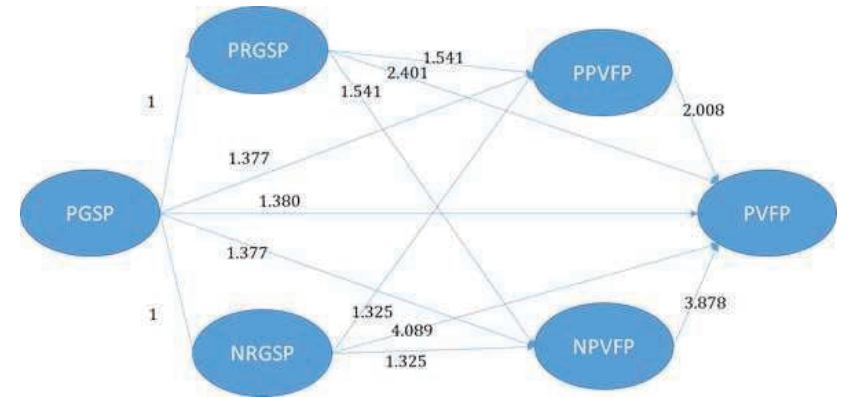 PRGSP
1.541
PPVFP
2.401
1.541
1
2.008
1.377
1.380
PGSP
PVFP
1.377
1
1.325
3.878
4.089
NRGSP
1.325
NPVFP